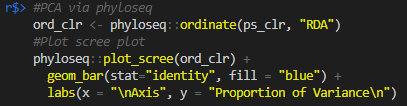 r$> #PCA via phyloseq
ord_clr <- phyloseq::ordinate(ps_clr, "RDA")
#Plot scree plot
phyloseq::plot_scree(ord_clr) +
geom_bar(stat="identity", fill = "blue") +
labs(x = "\nAxis", y = "Proportion of Variance\n")